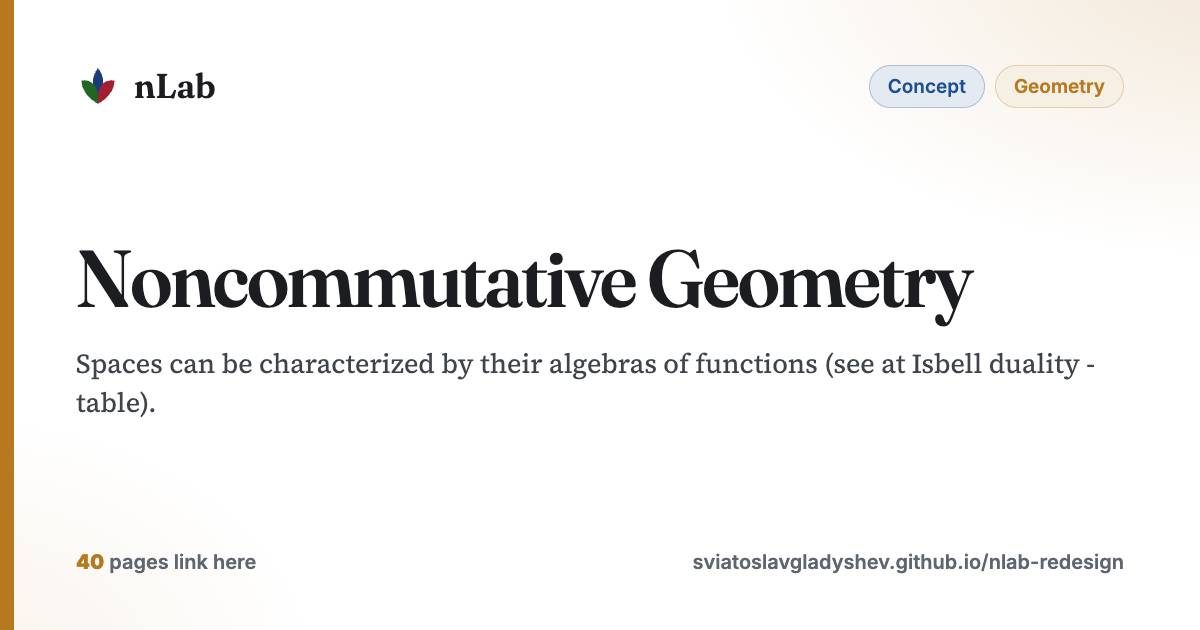 nLab
Concept
Geometry
Noncommutative Geometry
Spaces can be characterized by their algebras of functions (see at Isbell duality -
table).
40 pages link here
sviatoslavgladyshev.github.io/nlab-redesign